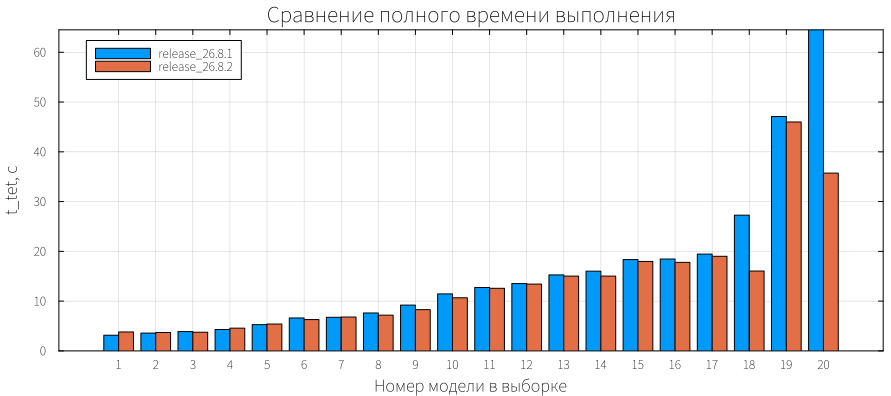 Сравнение полного времени выполнения
release_26.8.1
release_26.8.2
t_tet, c
60
50
40
30
20
10
0
1 2 3 4 5 6 7 8 9 10 11 12 13 14 15 16 17 18 19 20
Номер модели в выборке